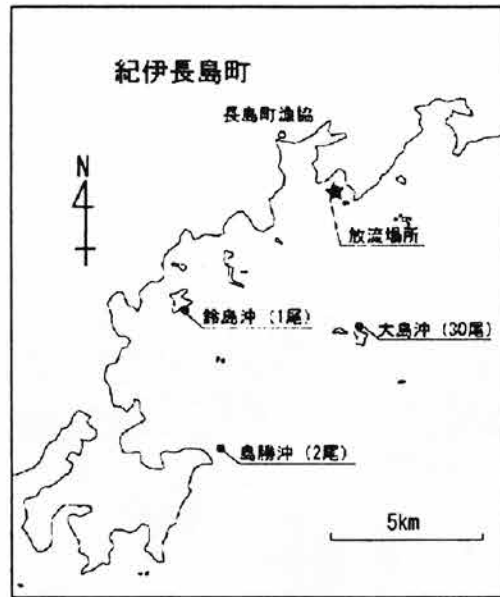 紀伊長島町
長島町漁協
N
放流場所
鈴島沖 (1尾)
大島沖 (30尾)
島勝沖 (2尾)
5km